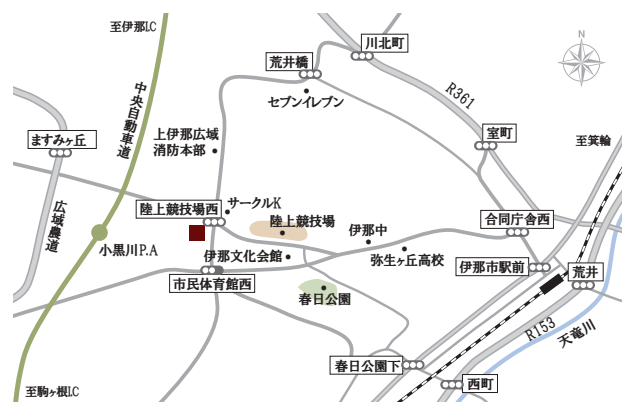 至伊那I.C
川北町
荒井橋
中央自動車道
セブンイレブン
R361
ますみヶ丘
上伊那広域
消防本部
室町
至箕輪
広域農道
陸上競技場西
サークルK
陸上競技場
合同庁舎西
伊那中
小黒川P.A
伊那文化会館
弥生ヶ丘高校
伊那市駅前
荒井
市民体育館西
春日公園
R153
天竜川
春日公園下
西町
至駒ヶ根I.C